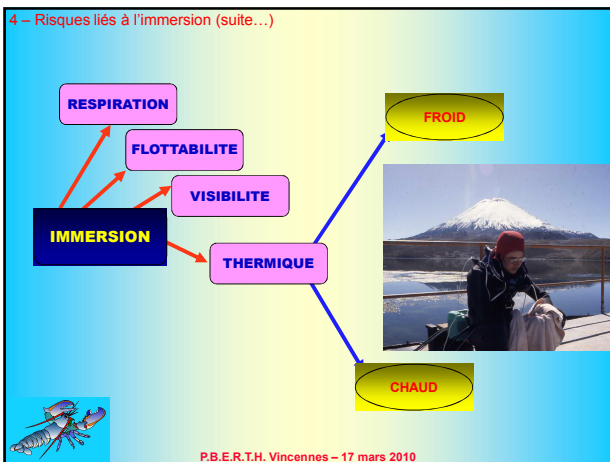 4 – Risques liés à l'immersion (suite…)
RESPIRATION
FROID
FLOTTABILITE
VISIBILITE
IMMERSION
THERMIQUE
CHAUD
P.B.E.R.T.H. Vincennes – 17 mars 2010